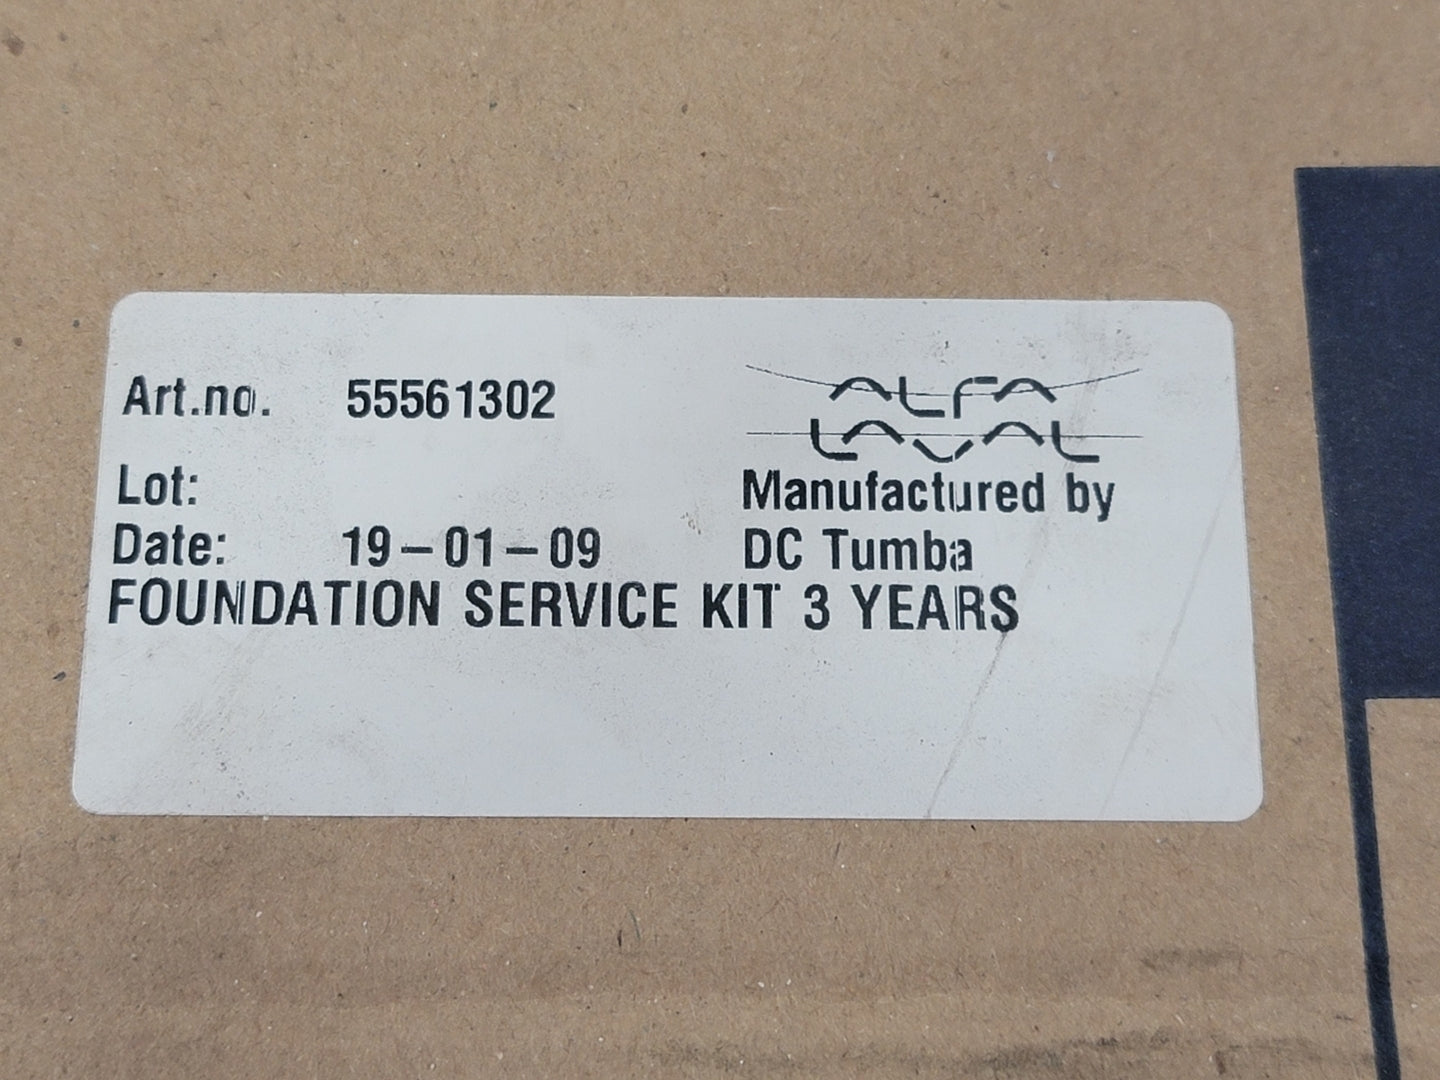 Art.no. 55561302
ALFA
LAVAL
Lot:
Manufactured by
Date: 19-01-09
DC Tumba
FOUNDATION SERVICE KIT 3 YEARS